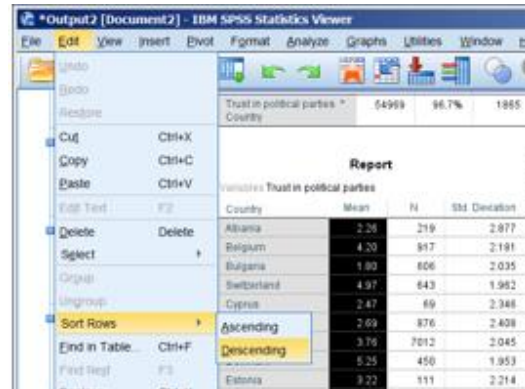 *Output2 [Document2] - IBM SPSS Statistics Viewer
File Edit View Insert Pivot Format Analyze Graphs Utilities Window
Undo
Redo
Restore
Cut Ctrl+X
Copy Ctrl+C
Paste Ctrl+V
Edit Text F2
Delete Delete
Select
Group
Ungroup
Sort Rows
Find in Table... Ctrl+F
Find Next F3
Ascending
Descending
Trust in political parties * Country 54969 96.7% 1865
Report
Variables Trust in political parties
Country Mean N Std. Deviation
Albania 2.26 219 2.877
Belgium 4.20 917 2.191
Bulgaria 1.80 606 2.035
Switzerland 4.97 643 1.962
Cyprus 2.47 69 2.346
2.69 876 2.408
3.76 7012 2.045
5.25 450 1.953
Estonia 3.22 111 2.214